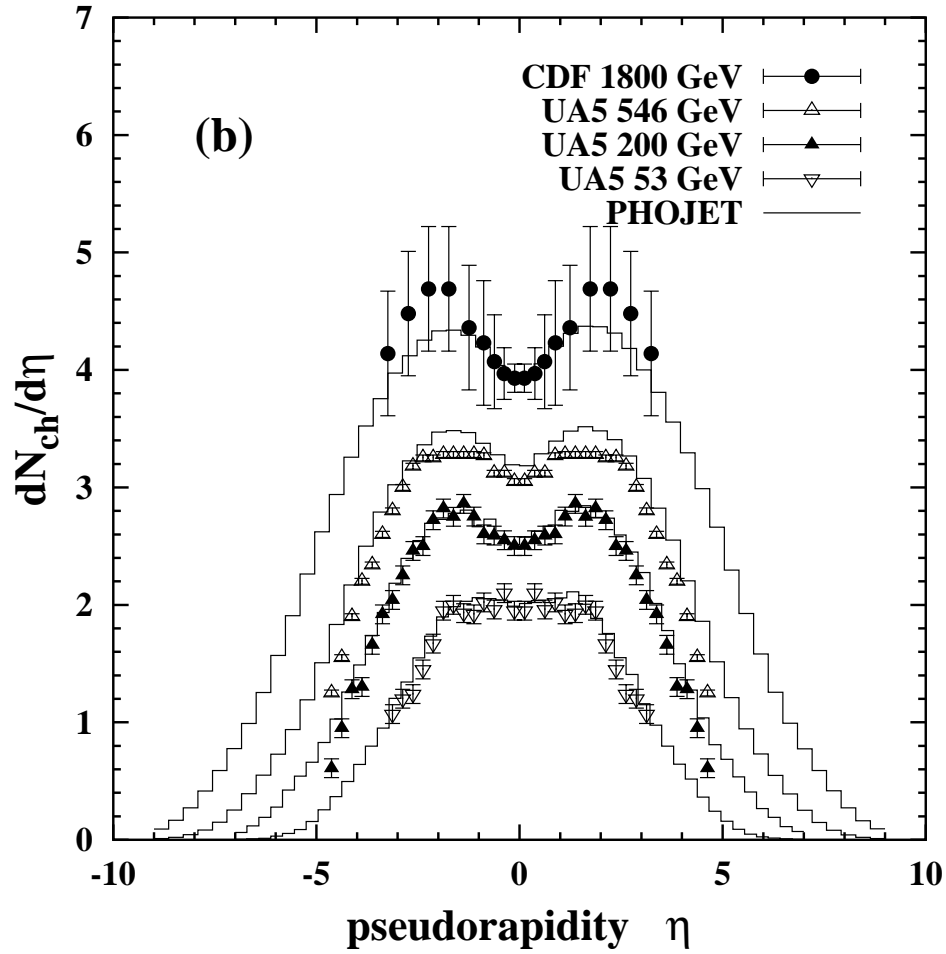 7
6
5
4
3
2
1
0
dN_ch/dη
(b)
CDF 1800 GeV
UA5 546 GeV
UA5 200 GeV
UA5 53 GeV
PHOJET
-10 -5 0 5 10
pseudorapidity η